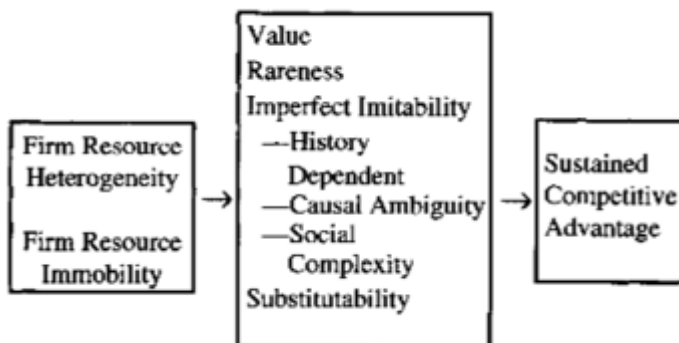 Firm Resource
Heterogeneity
Firm Resource
Immobility
Value
Rareness
Imperfect Imitability
—History
Dependent
—Causal Ambiguity
—Social
Complexity
Substitutability
Sustained
Competitive
Advantage